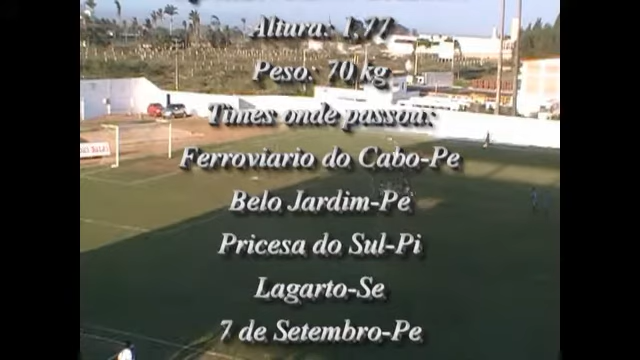 Altura: 1,77
Peso: 70 kg
Times onde passou:
Ferroviario do Cabo-Pe
Belo Jardim-Pe
Pricesa do Sul-Pi
Lagarto-Se
7 de Setembro-Pe